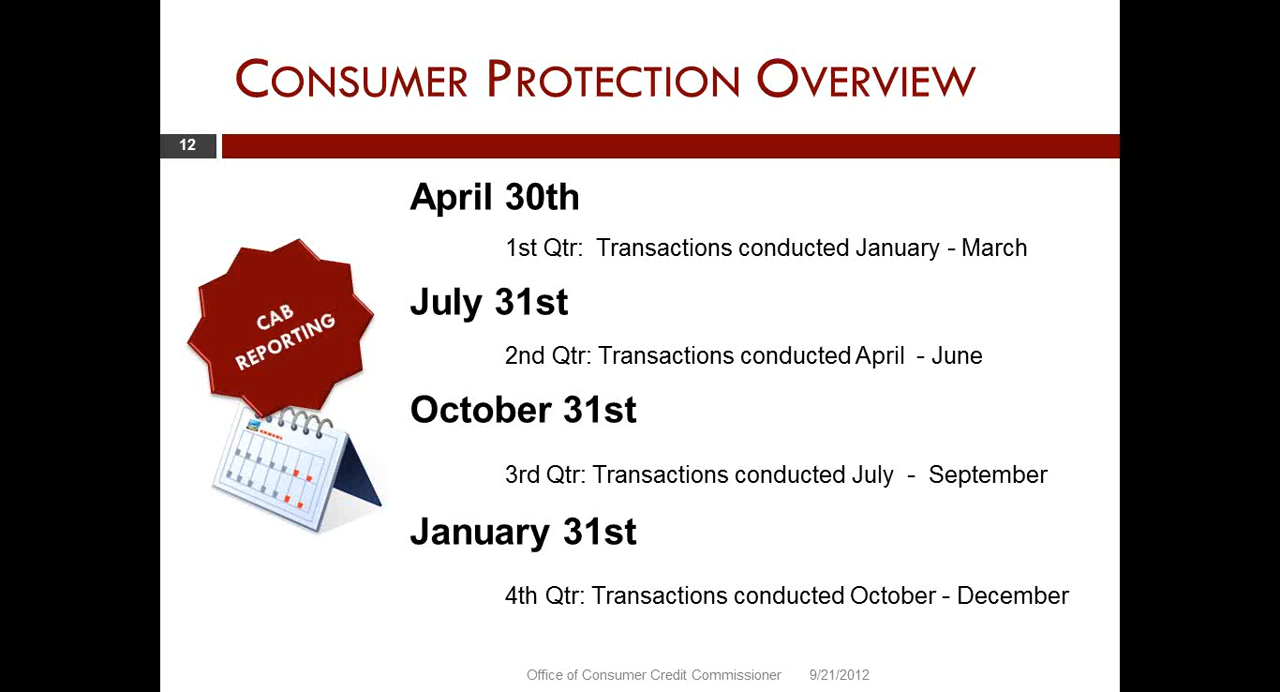 CONSUMER PROTECTION OVERVIEW
12
April 30th
1st Qtr: Transactions conducted January - March
July 31st
2nd Qtr: Transactions conducted April - June
CAB
REPORTING
October 31st
3rd Qtr: Transactions conducted July - September
January 31st
4th Qtr: Transactions conducted October - December
Office of Consumer Credit Commissioner 9/21/2012